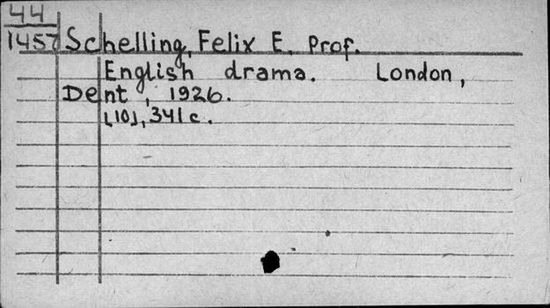 44
1457 Schelling, Felix E. Prof.
English drama. London,
Dent, 1926.
[10], 341 c.